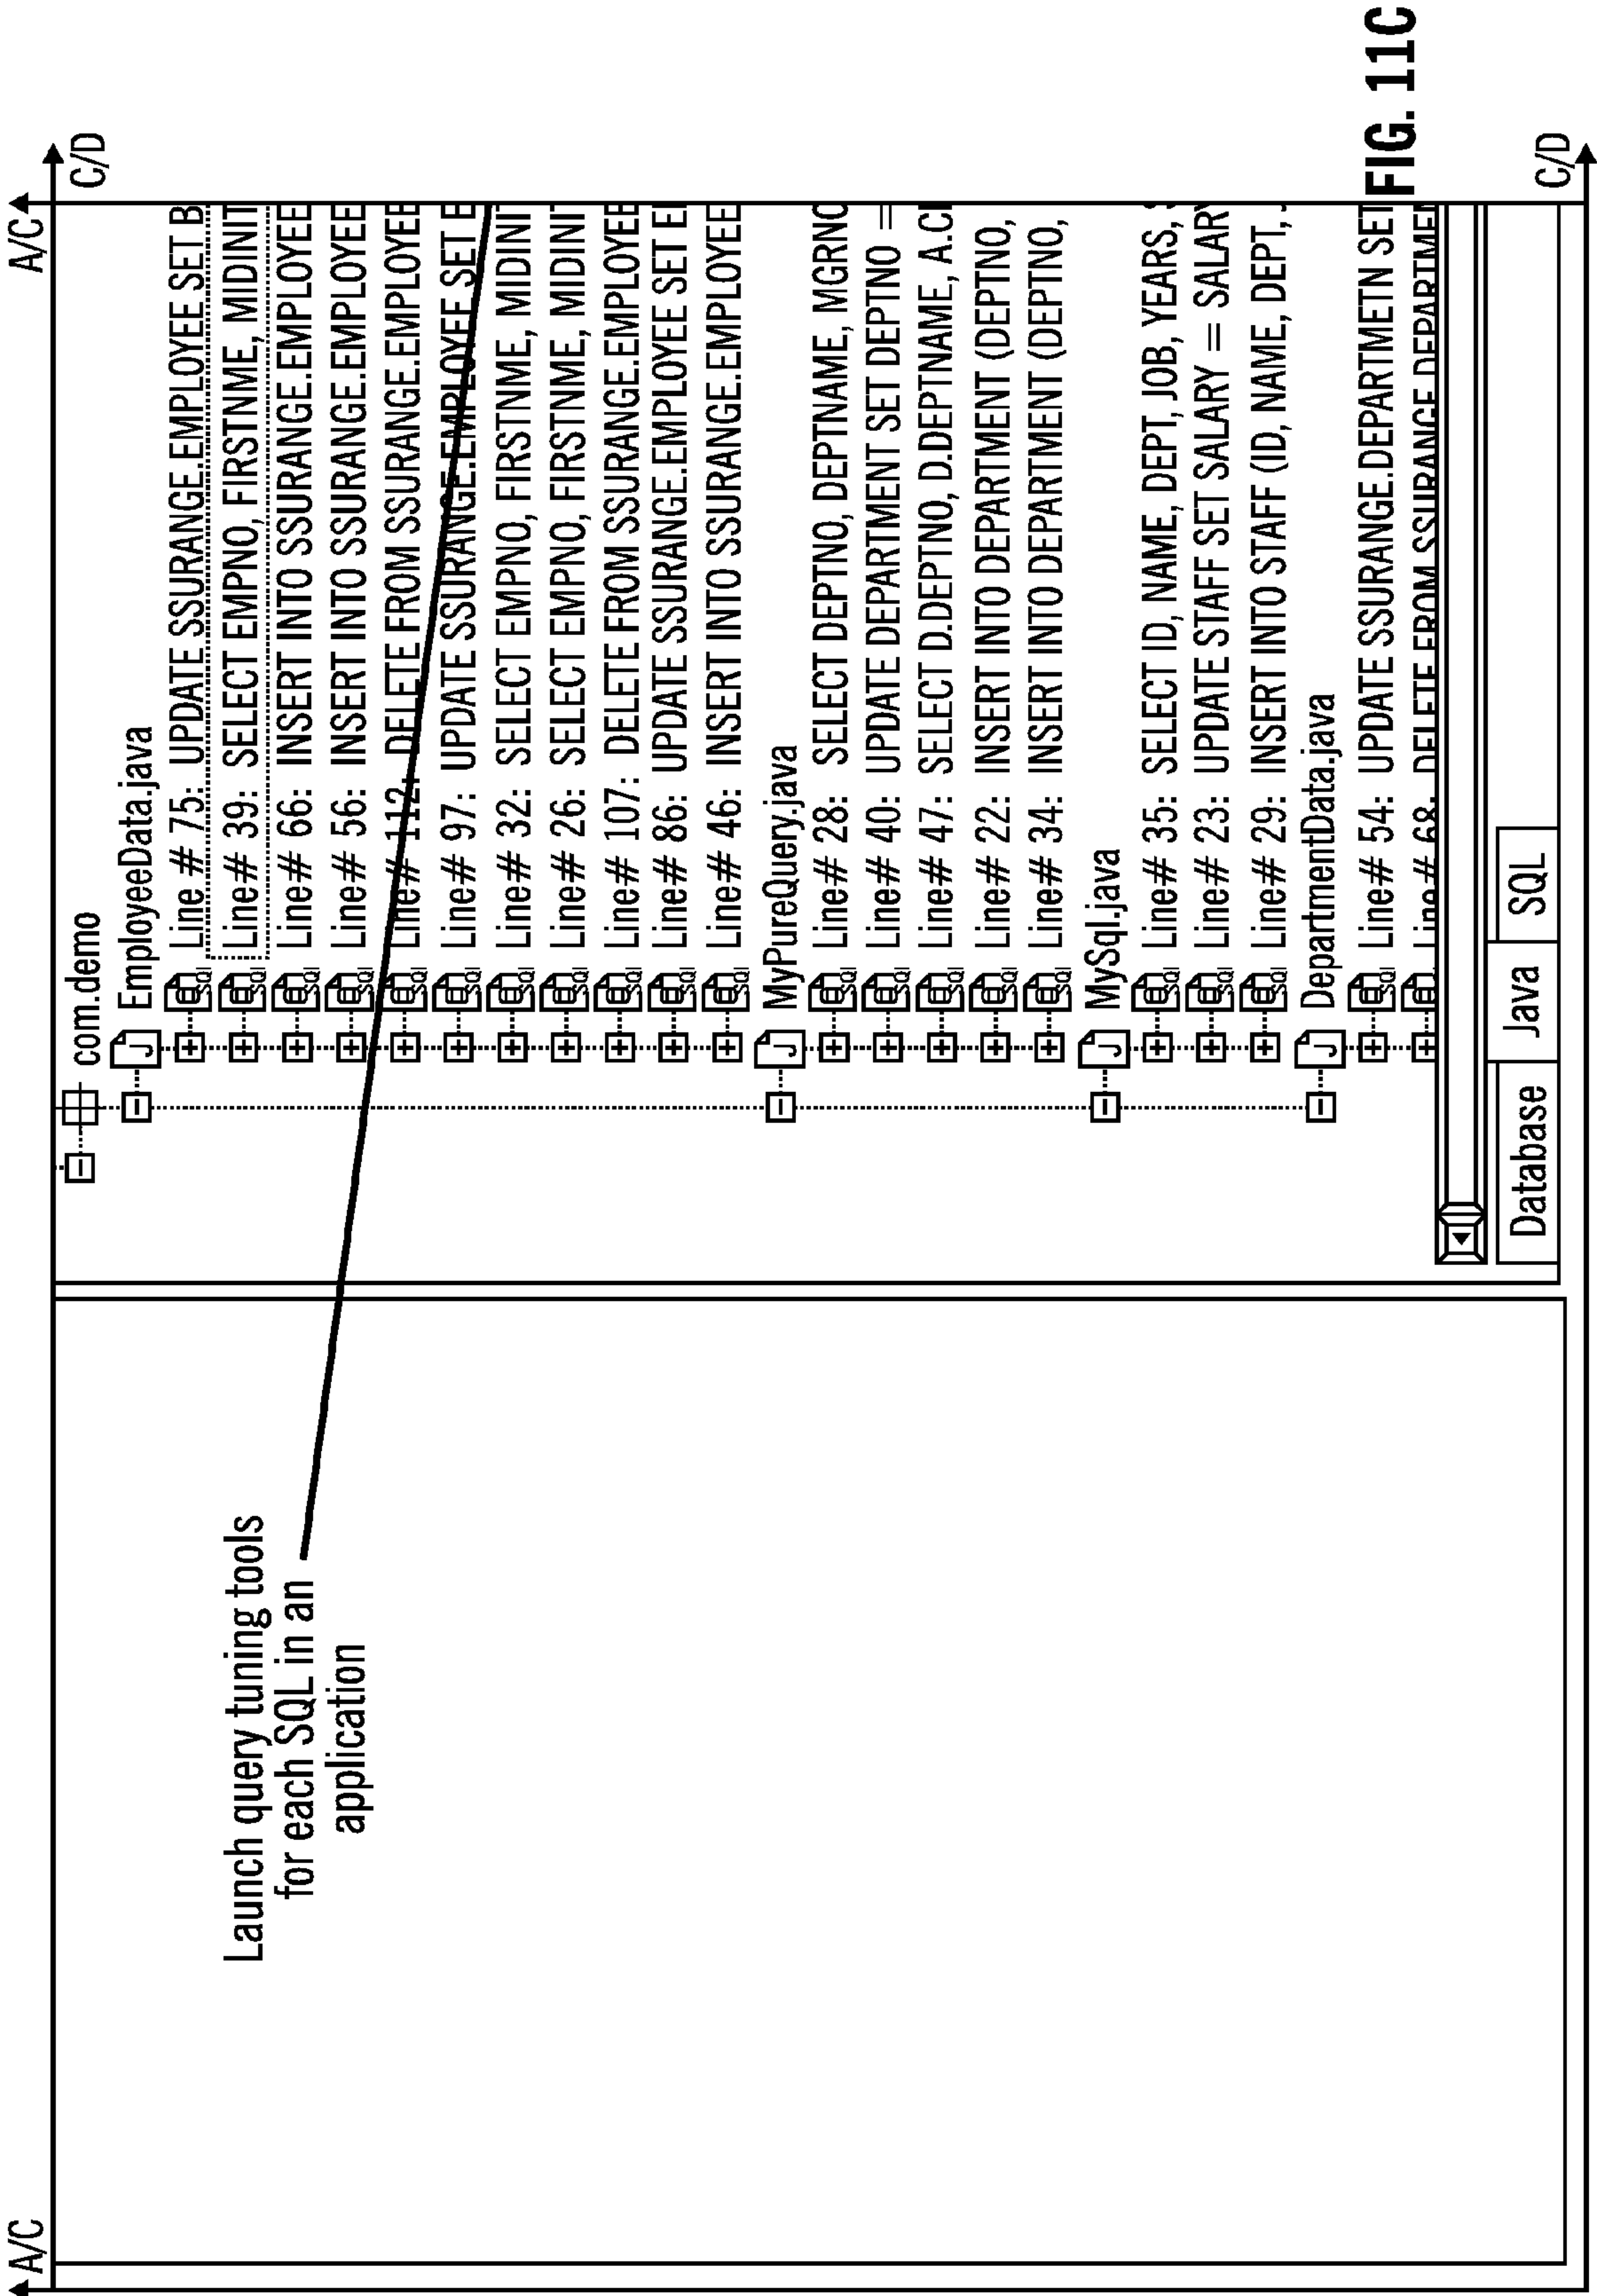 A/C
A/C
C/D
com.demo
EmployeeData.java
Line # 75: UPDATE SSURANGE.EMPLOYEE SET B
Line# 39: SELECT EMPNO, FIRSTNME, MIDINIT
Line# 66: INSERT INTO SSURANGE.EMPLOYEE
Line# 56: INSERT INTO SSURANGE.EMPLOYEE
Line# 112: DELETE FROM SSURANGE.EMPLOYEE
Line# 97: UPDATE SSURANGE.EMPLOYEE SET B
Line# 32: SELECT EMPNO, FIRSTNME, MIDINIT
Line# 26: SELECT EMPNO, FIRSTNME, MIDINIT
Line# 107: DELETE FROM SSURANGE.EMPLOYEE
Line# 86: UPDATE SSURANGE.EMPLOYEE SET
Line# 46: INSERT INTO SSURANGE.EMPLOYEE
MyPureQuery.java
Line# 28: SELECT DEPTNO, DEPTNAME, MGRNO
Line# 40: UPDATE DEPARTMENT SET DEPTNO =
Line# 47: SELECT D.DEPTNO, D.DEPTNAME,
Line# 22: INSERT INTO DEPARTMENT (DEPTNO,
Line# 34: INSERT INTO DEPARTMENT (DEPTNO,
MySql.java
Line# 35: SELECT ID, NAME, DEPT, JOB, YEARS,
Line# 23: UPDATE STAFF SET SALARY = SALARY
Line# 29: INSERT INTO STAFF (ID, NAME, DEPT,
DepartmentData.java
Line# 54: UPDATE SSURANGE.DEPARTMETN SET
Line# 68: DELETE FROM SSURANGE.DEPARTMEN
Database Java SQL
Launch query tuning tools
for each SQL in an
application
C/D
FIG. 11C